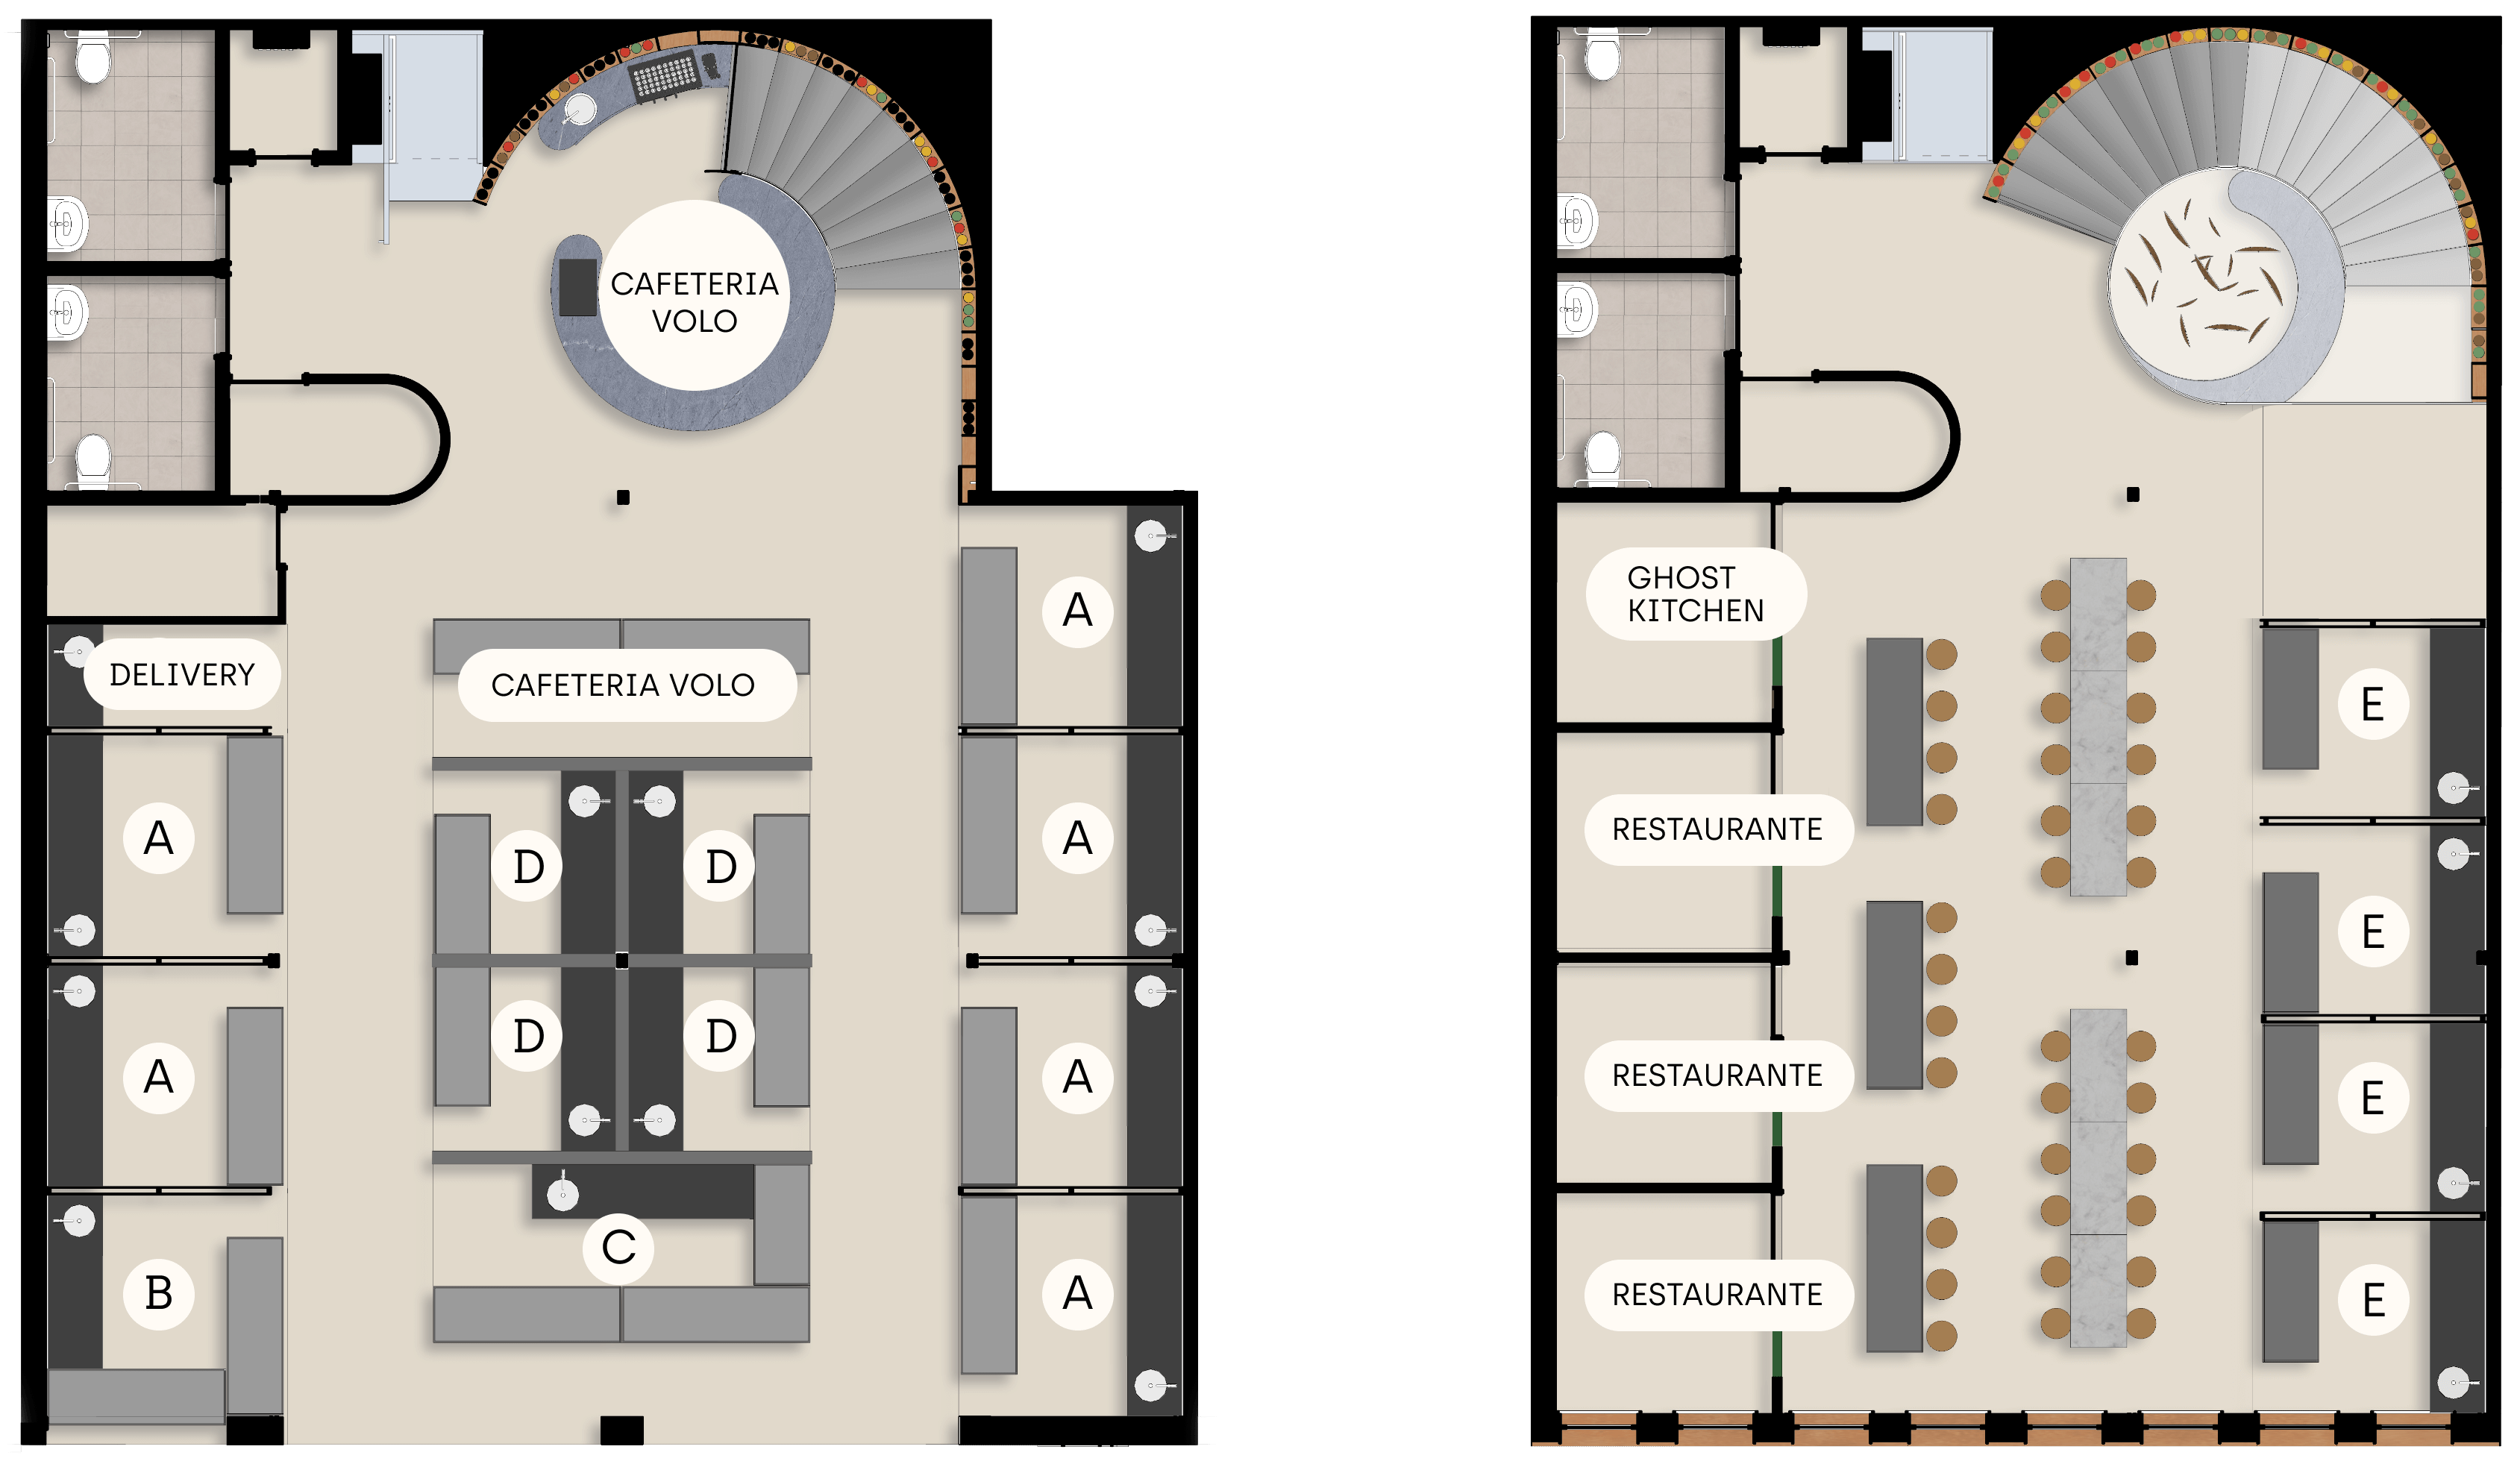 CAFETERIA
VOLO
DELIVERY
CAFETERIA VOLO
A
A
A
A
A
A
B
D
D
D
D
C
GHOST
KITCHEN
RESTAURANTE
RESTAURANTE
RESTAURANTE
E
E
E
E